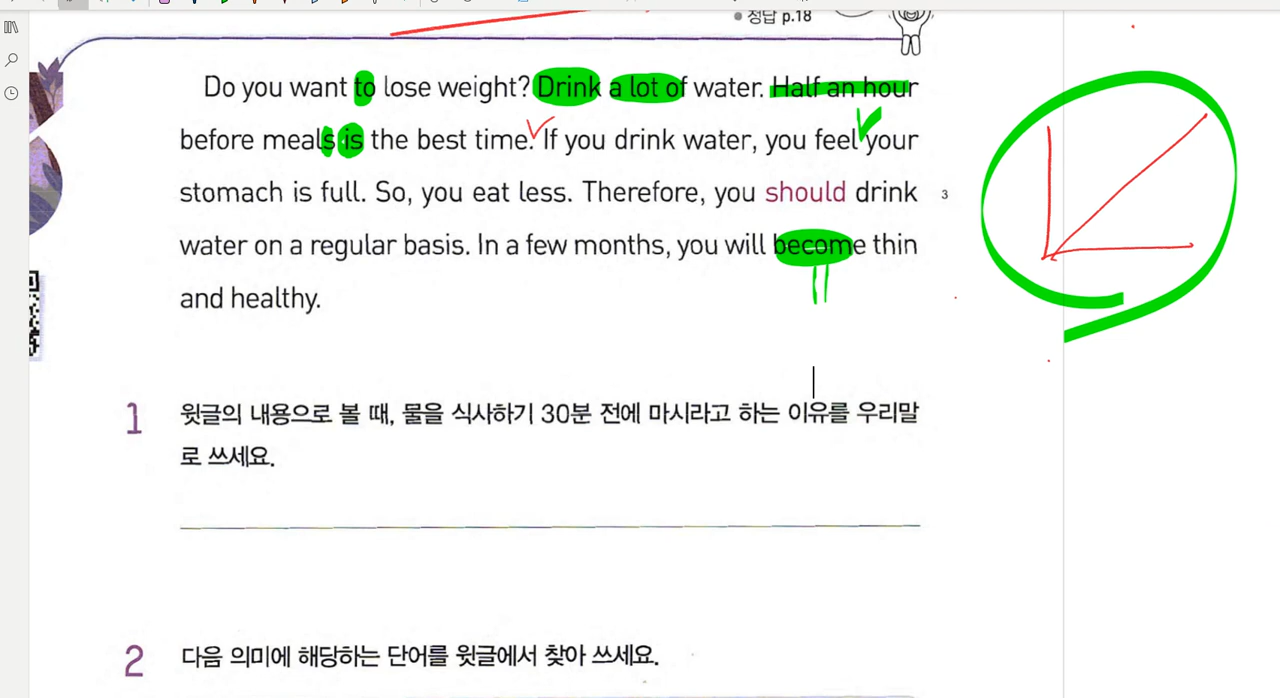 정답 p.18
Do you want to lose weight? Drink a lot of water. Half an hour
before meals is the best time. If you drink water, you feel your
stomach is full. So, you eat less. Therefore, you should drink
3
water on a regular basis. In a few months, you will become thin
and healthy.
1 윗글의 내용으로 볼 때, 물을 식사하기 30분 전에 마시라고 하는 이유를 우리말
로 쓰세요.
2 다음 의미에 해당하는 단어를 윗글에서 찾아 쓰세요.